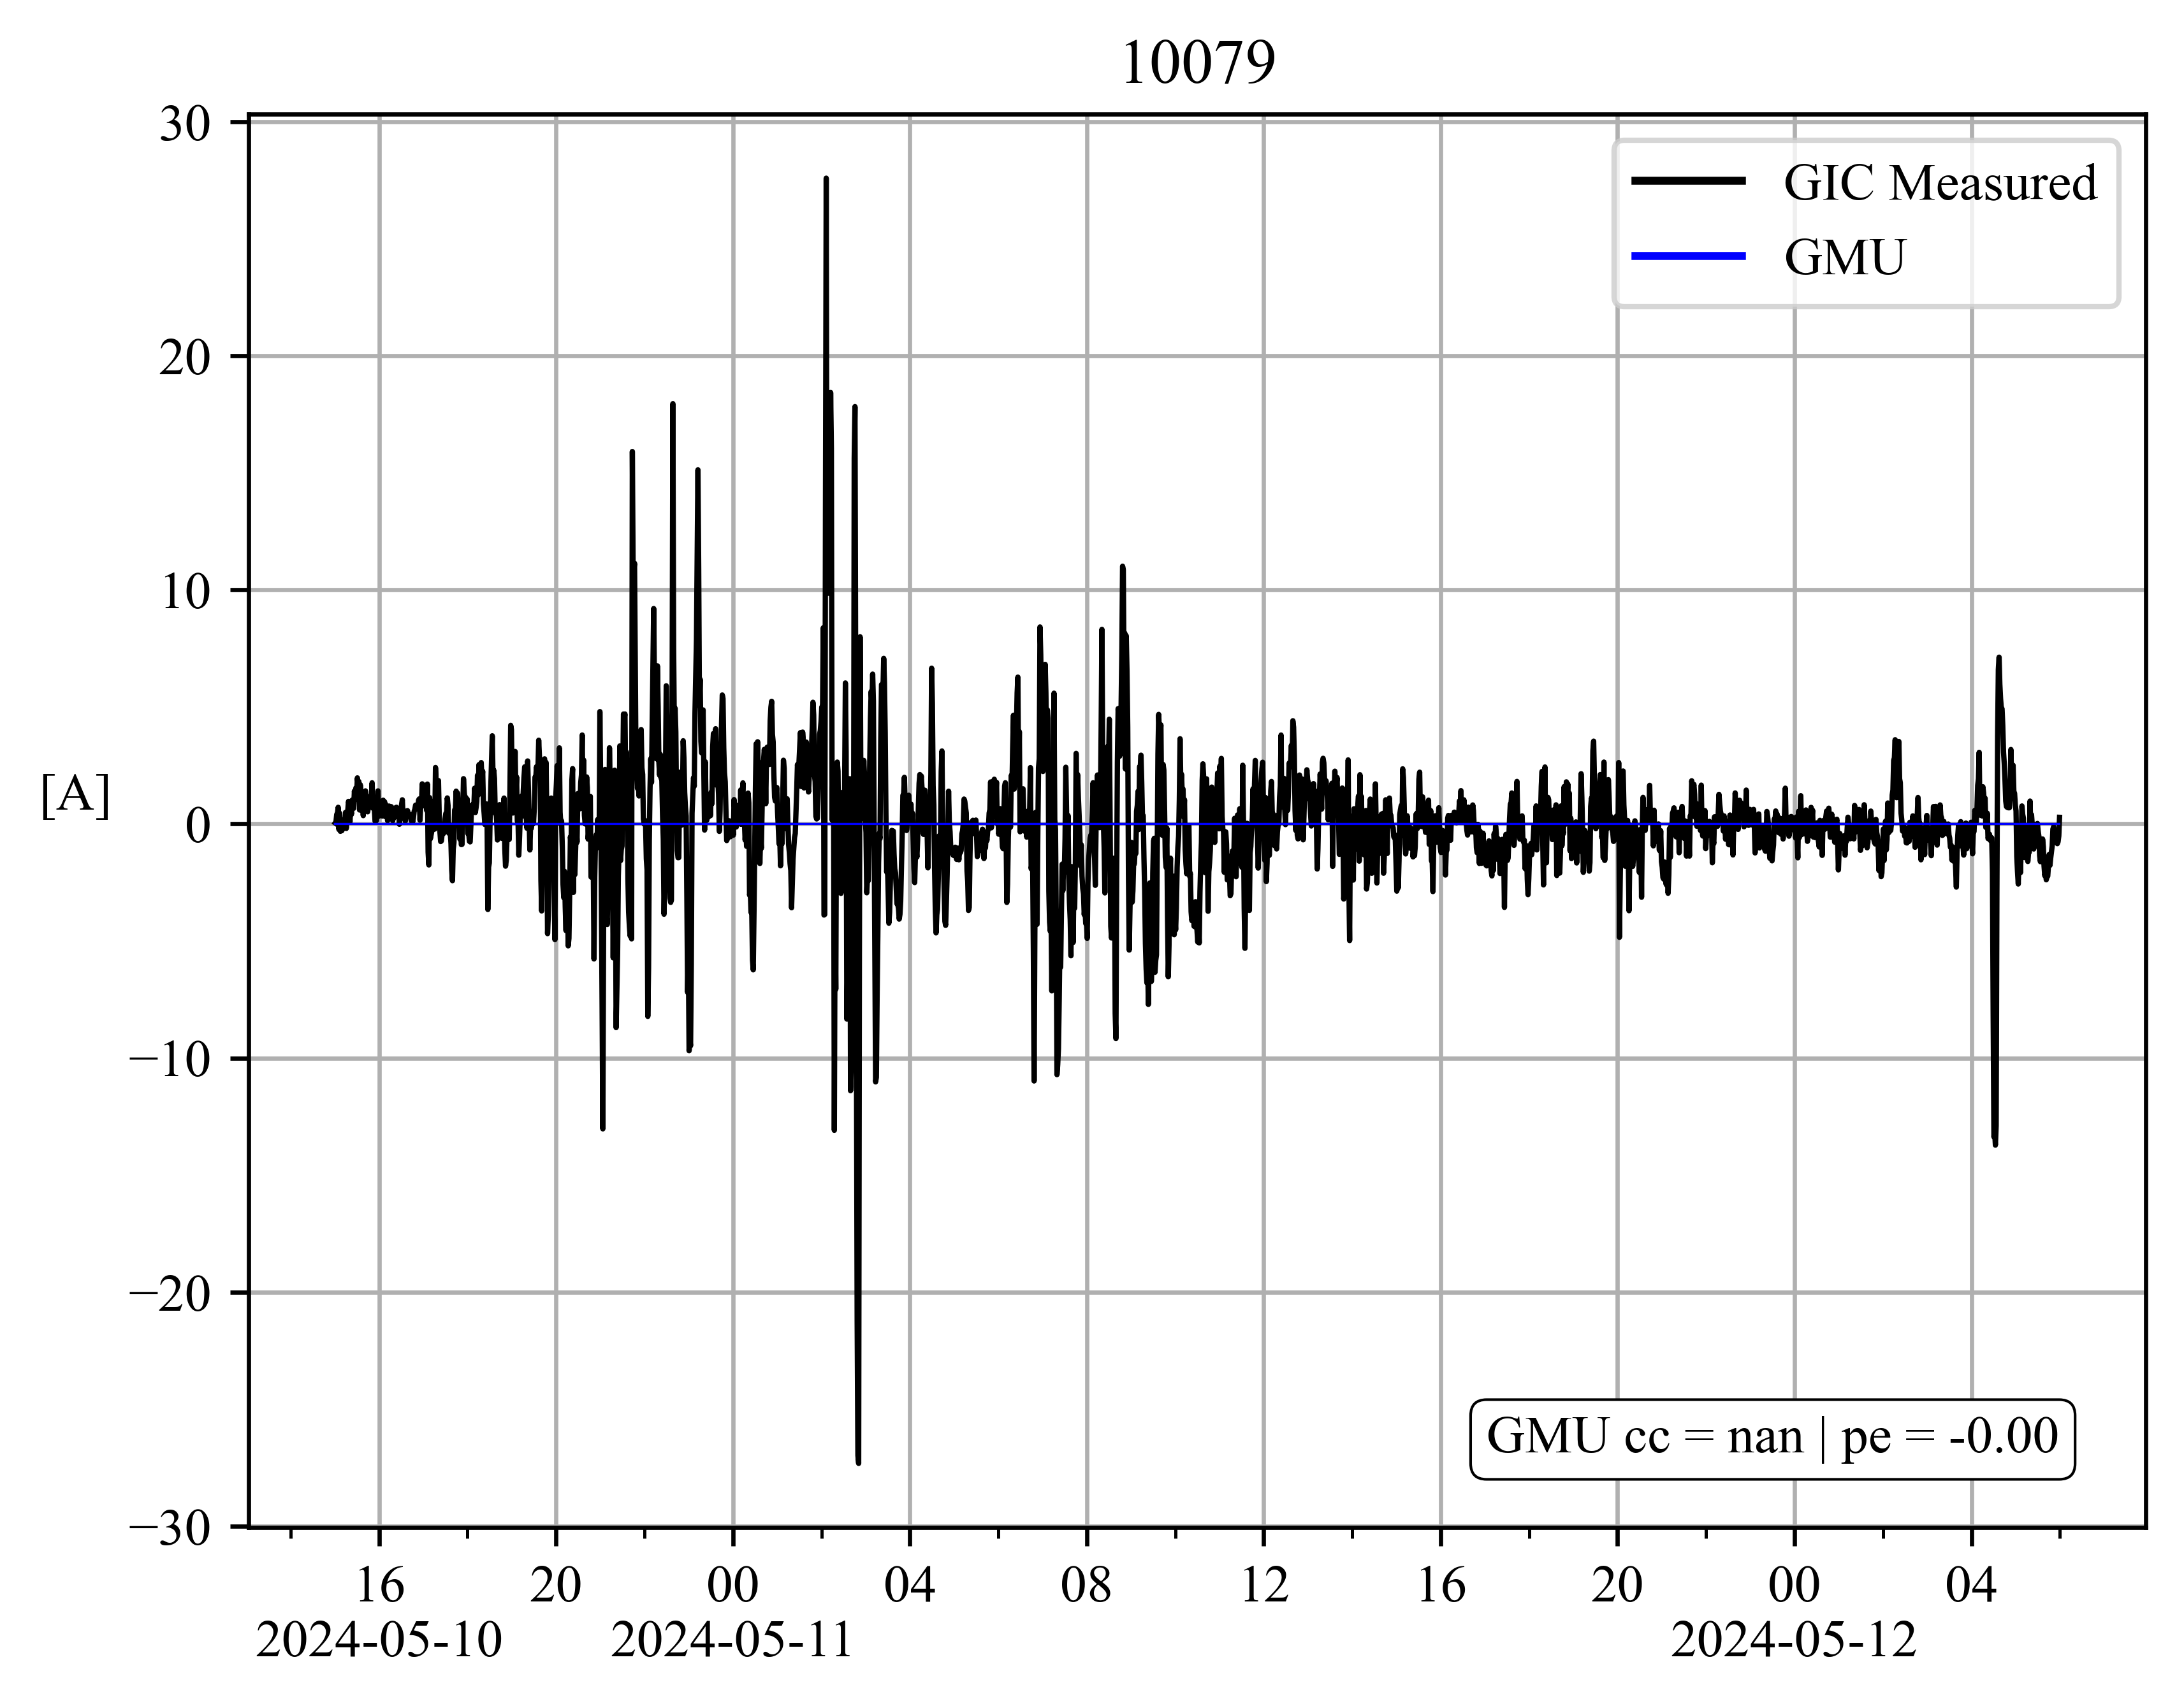 10079
30
GIC Measured
GMU
20
10
[A]
0
−10
−20
GMU cc = nan | pe = -0.00
−30
16 20 00 04 08 12 16 20 00 04
2024-05-10 2024-05-11 2024-05-12